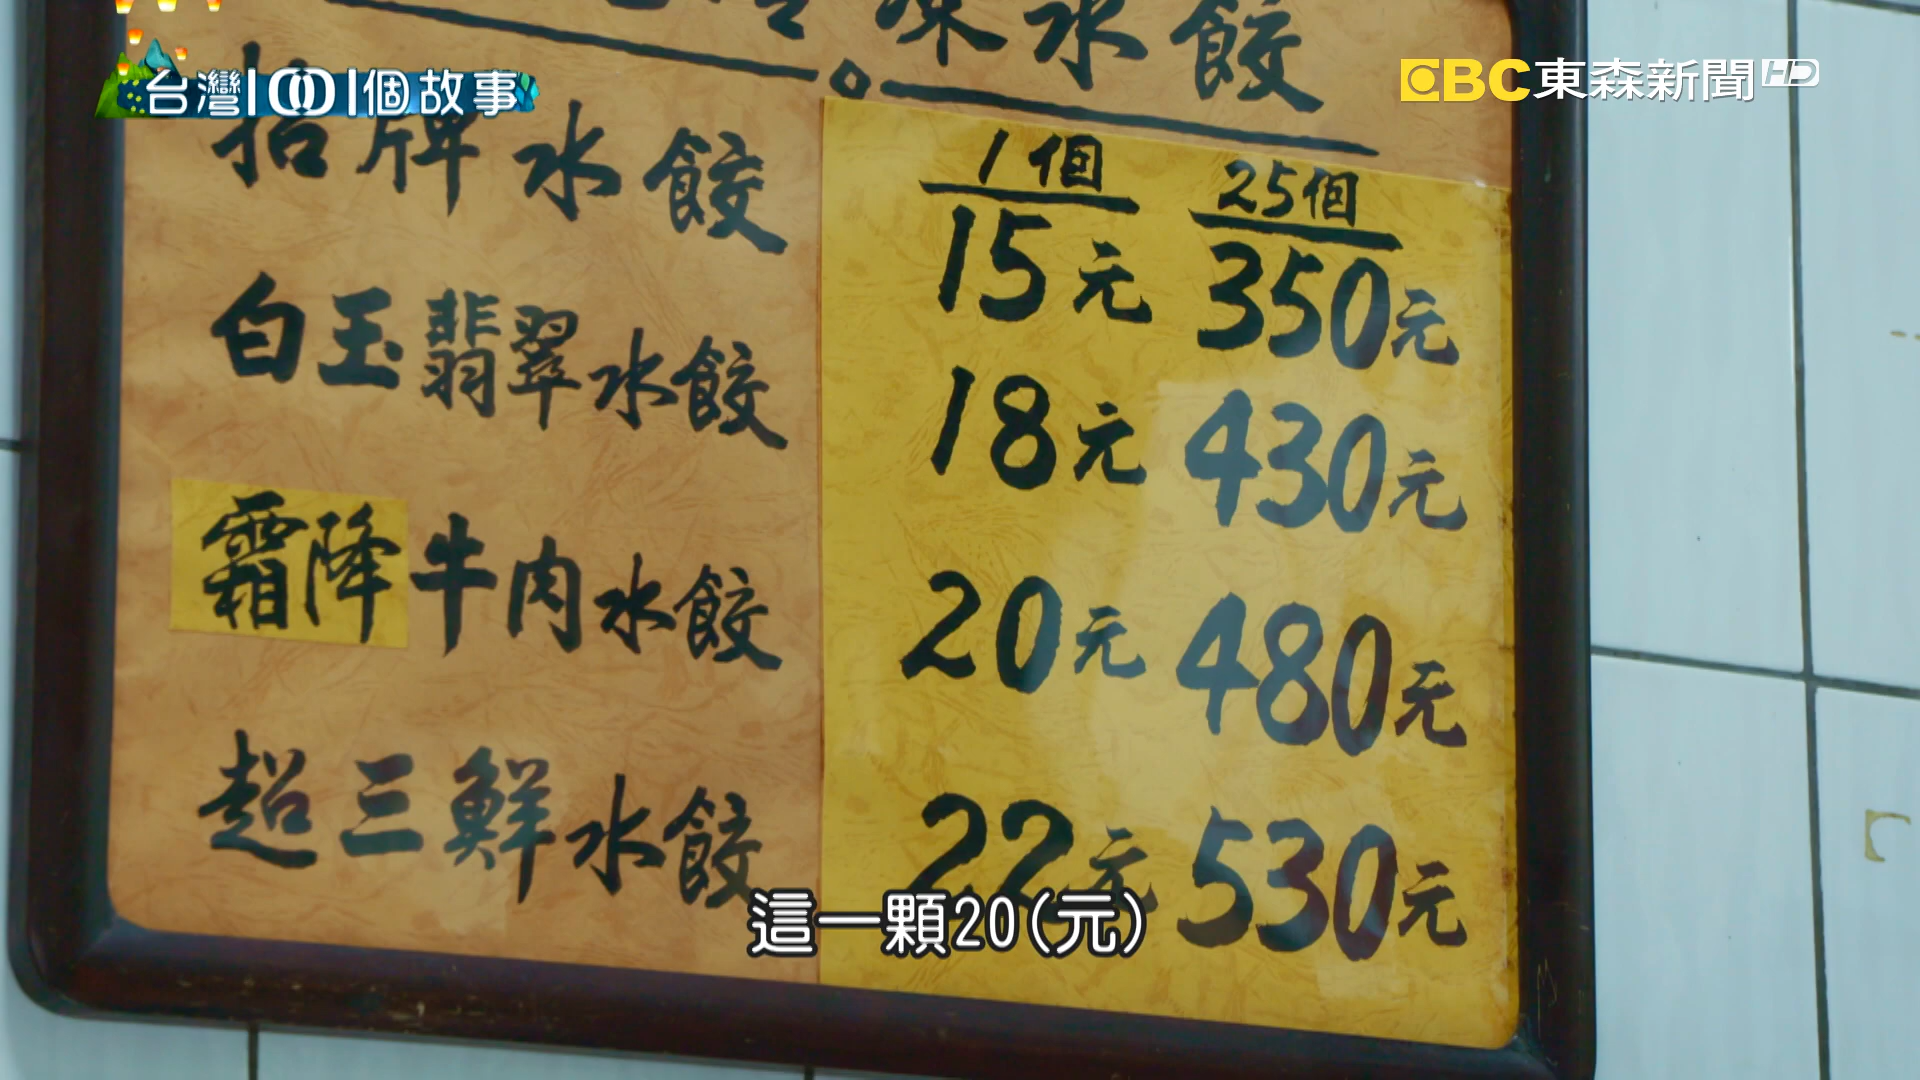 冷凍水餃
台灣1001個故事
EBC東森新聞HD
1個 25個
招牌水餃 15元 350元
白玉翡翠水餃 18元 430元
霜降牛肉水餃 20元 480元
超三鮮水餃 22元 530元
這一顆20(元)